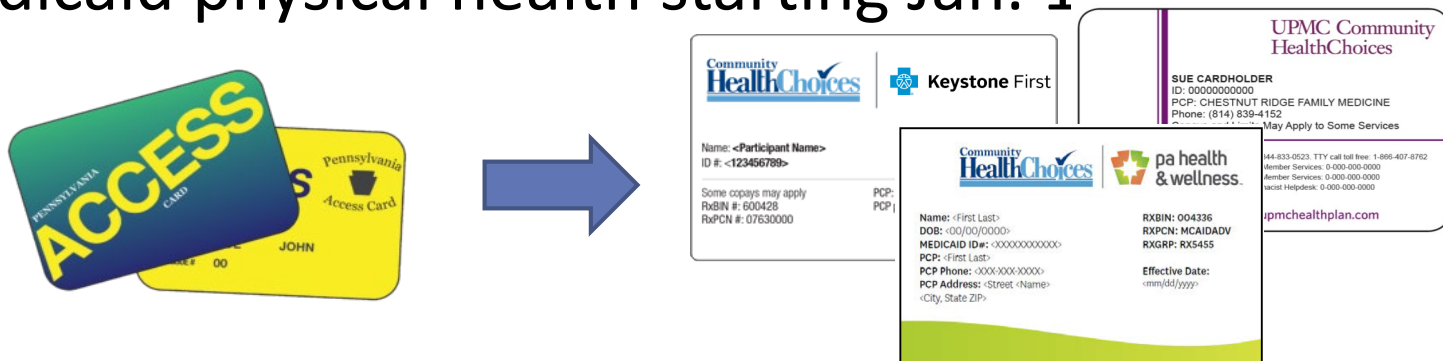 physical health starting Jan. 1
PENNSYLVANIA
ACCESS
CARD
Pennsylvania
S
Access Card
JOHN
00
Community
HealthChoices
Keystone First
Name: <Participant Name>
ID #: <123456789>
Some copays may apply
RxBIN #: 600428
RxPCN #: 07630000
PCP:
PCP
UPMC Community
HealthChoices
SUE CARDHOLDER
ID: 00000000000
PCP: CHESTNUT RIDGE FAMILY MEDICINE
Phone: (814) 839-4152
May Apply to Some Services
844-833-0523. TTY call toll free: 1-866-407-8762
Member Services: 0-000-000-0000
Member Services: 0-000-000-0000
Helpdesk: 0-000-000-0000
upmchealthplan.com
Community
HealthChoices
pa health
& wellness
Name: <First Last>
DOB: <00/00/0000>
MEDICAID ID#: <XXXXXXXXXXX>
PCP: <First Last>
PCP Phone: <XXX-XXX-XXXX>
PCP Address: <Street <Name>
<City, State ZIP>
RXBIN: 004336
RXPCN: MCAIDADV
RXGRP: RX5455
Effective Date:
<mm/dd/yyyy>